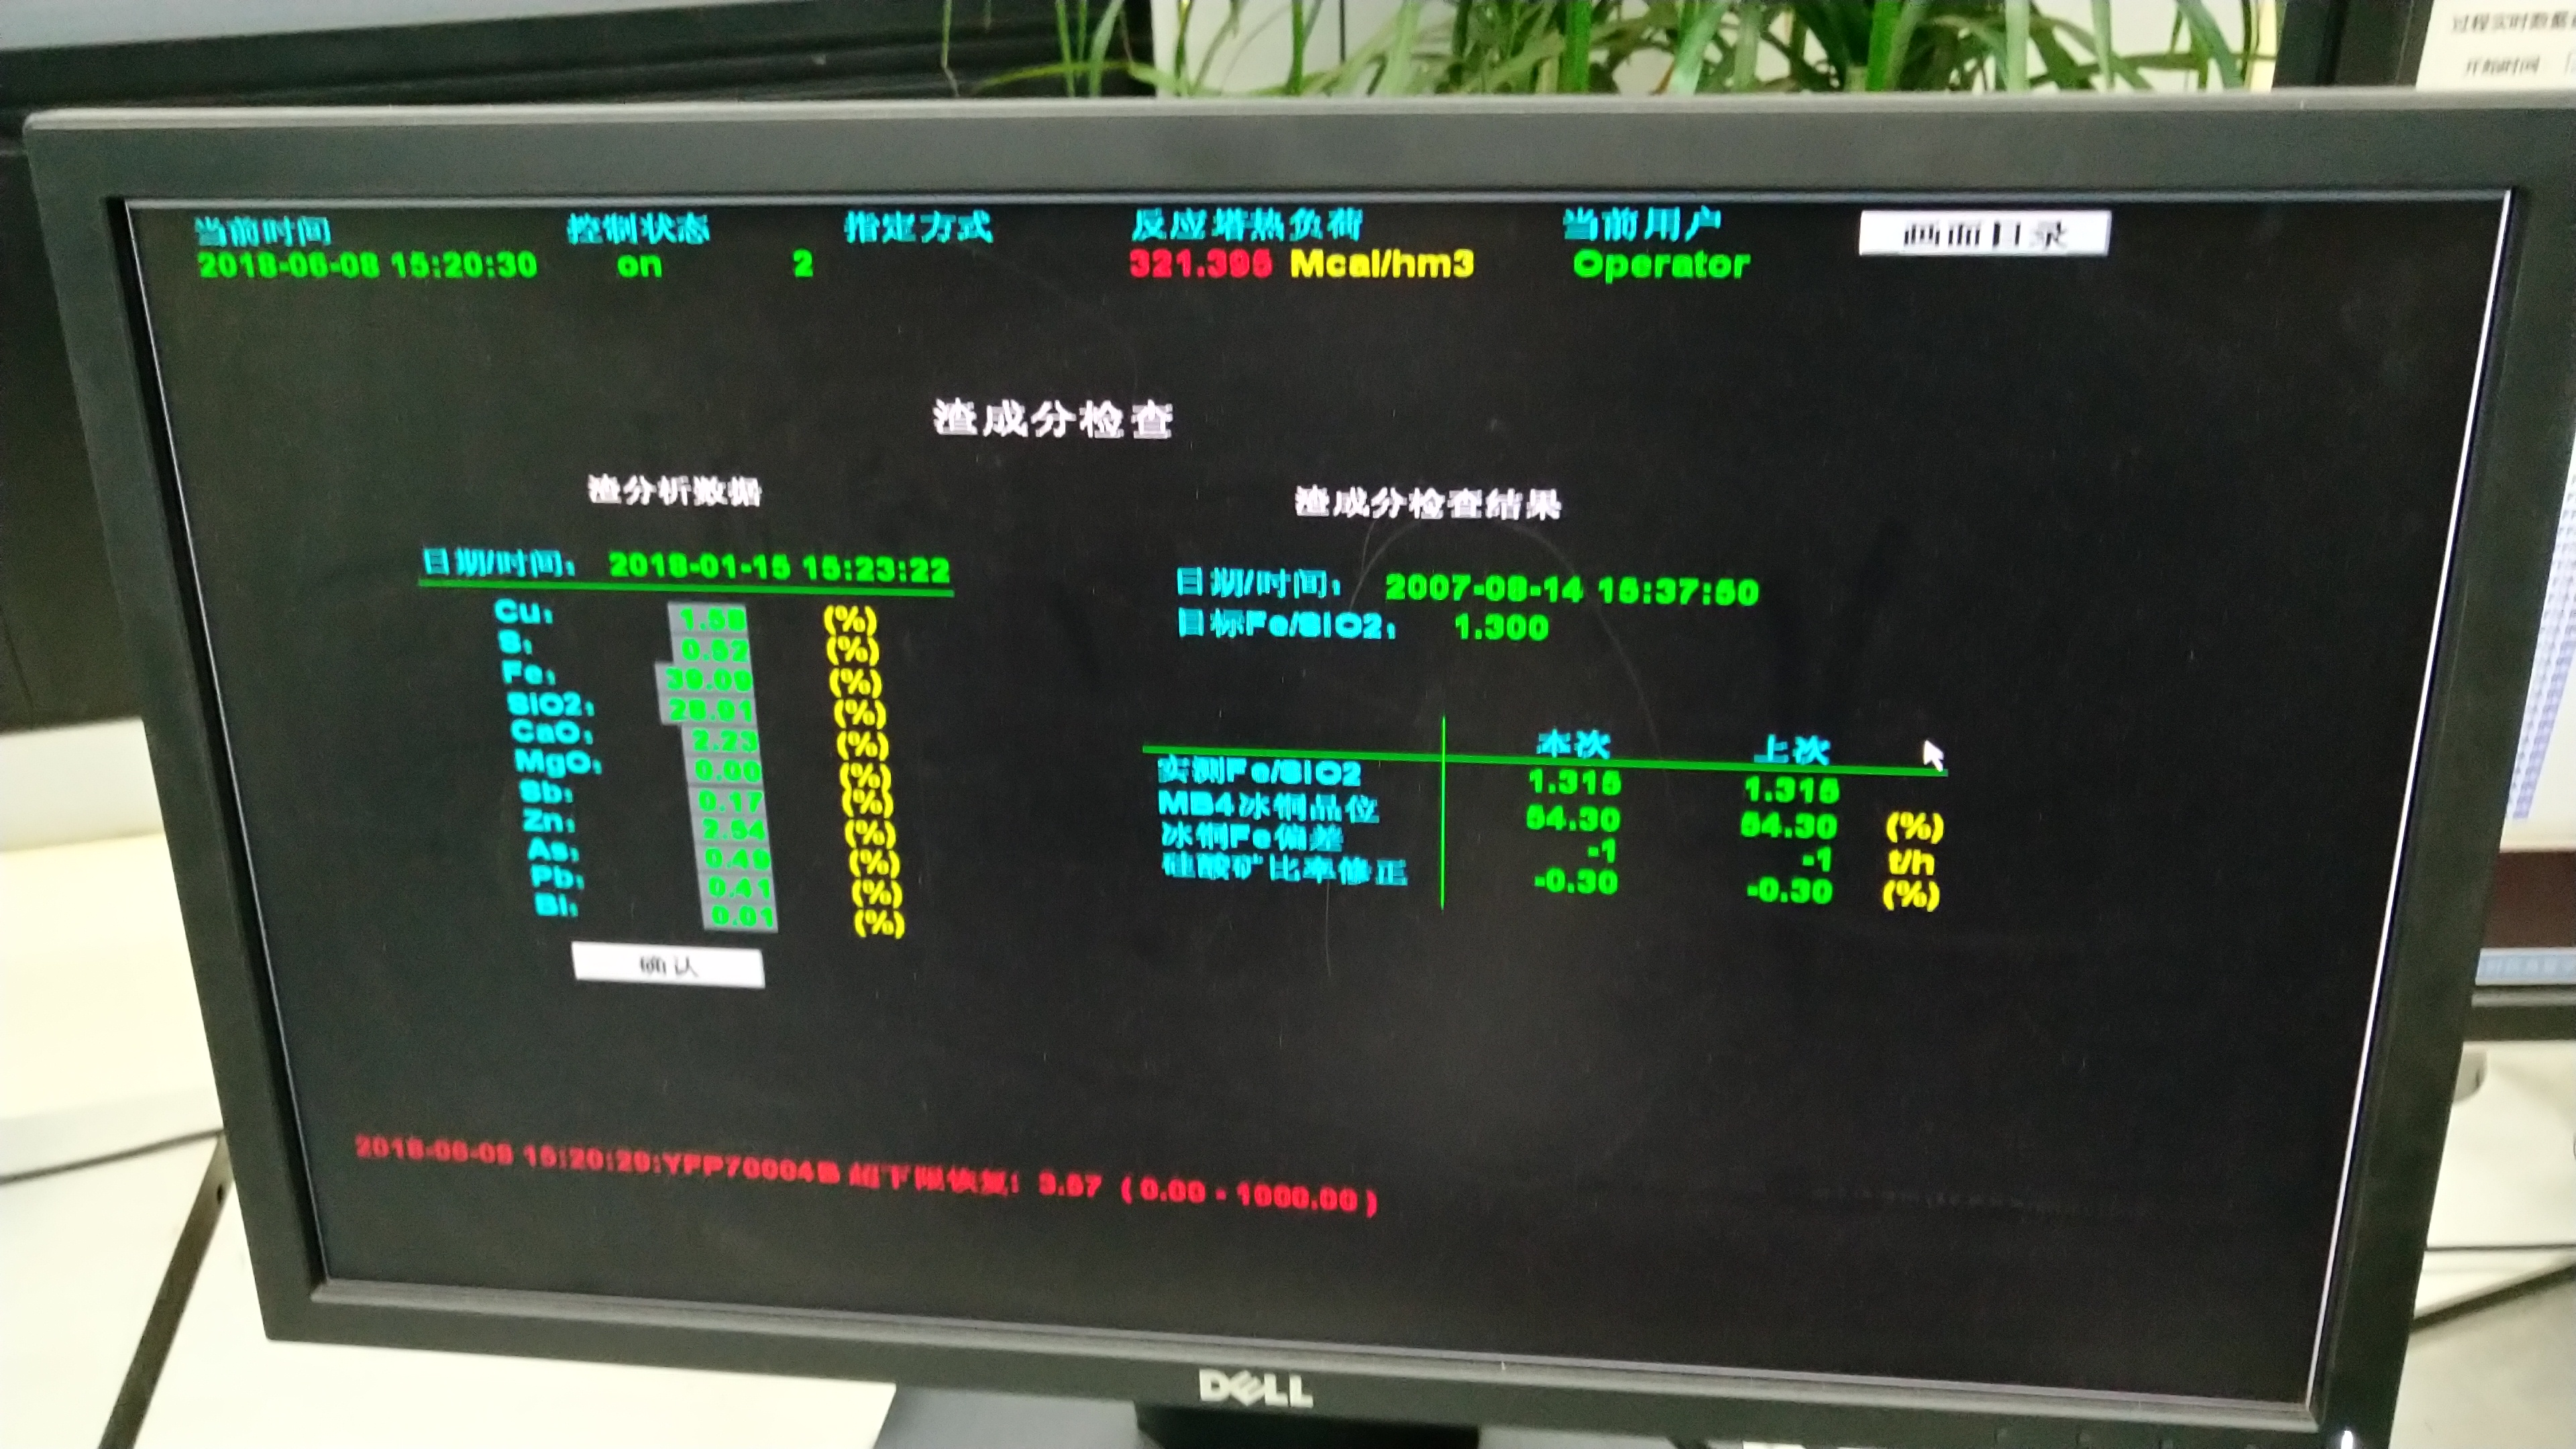 过程实时数据
开始时间
当前时间 控制状态 指定方式 反应塔热负荷 当前用户 画面目录
2018-06-08 15:20:30 on 2 321.395 Mcal/hm3 Operator
渣成分检查
渣分析数据
日期/时间: 2018-01-15 15:23:22
Cu: 1.58 (%)
S: 0.52 (%)
Fe: 39.09 (%)
SiO2: 28.91 (%)
CaO: 2.23 (%)
MgO: 0.00 (%)
Sb: 0.17 (%)
Zn: 2.54 (%)
As: 0.49 (%)
Pb: 0.41 (%)
Bi: 0.01 (%)
确认
渣成分检查结果
日期/时间: 2007-08-14 15:37:50
目标Fe/SiO2: 1.300
本次 上次
实测Fe/SiO2 1.315 1.315
MB4冰铜品位 54.30 54.30 (%)
冰铜Fe偏差 -1 -1 t/h
硅酸矿比率修正 -0.30 -0.30 (%)
2018-06-08 15:20:29:YFP70004B 超下限恢复! 3.67 ( 0.00 - 1000.00 )
DELL